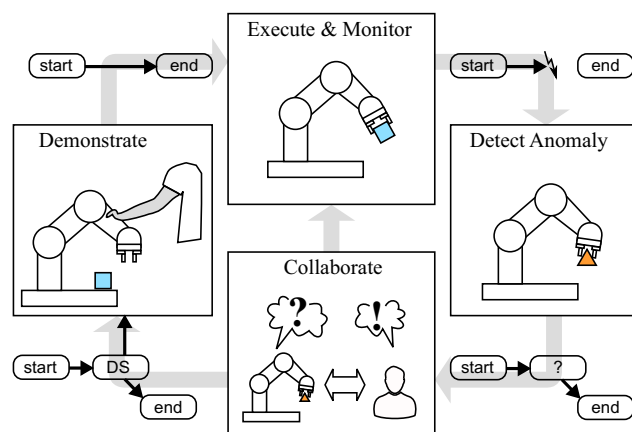 Execute & Monitor
start
end
start
end
Demonstrate
Detect Anomaly
Collaborate
?
!
start
DS
end
start
?
end